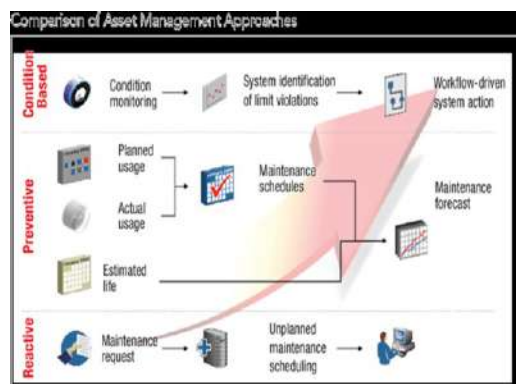 Comparison of Asset Management Approaches
Condition
Based
Condition
monitoring
System identification
of limit violations
Workflow-driven
system action
Preventive
Planned
usage
Actual
usage
Maintenance
schedules
Maintenance
forecast
Estimated
life
Reactive
Maintenance
request
Unplanned
maintenance
scheduling